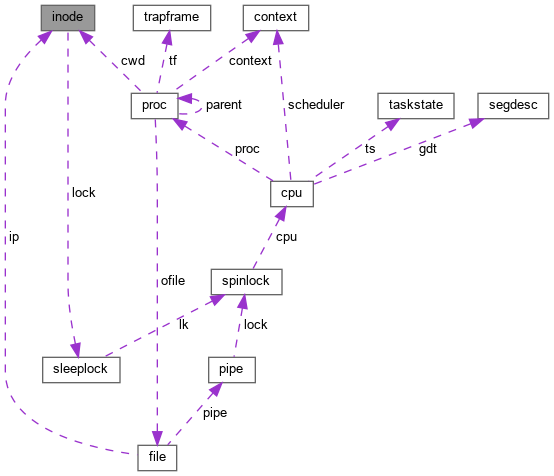 inode
trapframe
context
cwd
tf
context
proc
parent
scheduler
taskstate
segdesc
proc
ts
gdt
lock
cpu
ip
cpu
ofile
spinlock
lk
lock
sleeplock
pipe
pipe
file